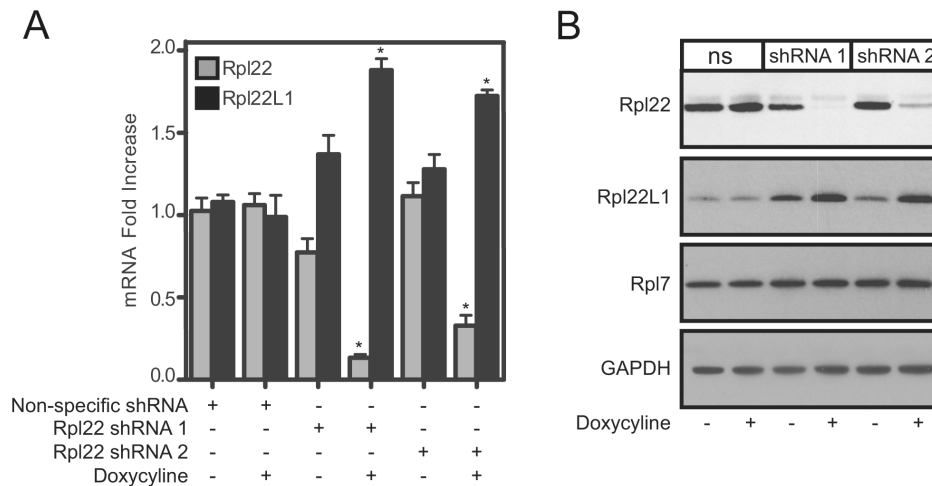 A
2.0
1.5
1.0
0.5
0.0
mRNA Fold Increase
Rpl22
Rpl22L1
* * * *
Non-specific shRNA + + - - - -
Rpl22 shRNA 1 - - + + - -
Rpl22 shRNA 2 - - - - + +
Doxycyline - + - + - +
B
ns shRNA 1 shRNA 2
Rpl22
Rpl22L1
Rpl7
GAPDH
Doxycyline - + - + - +